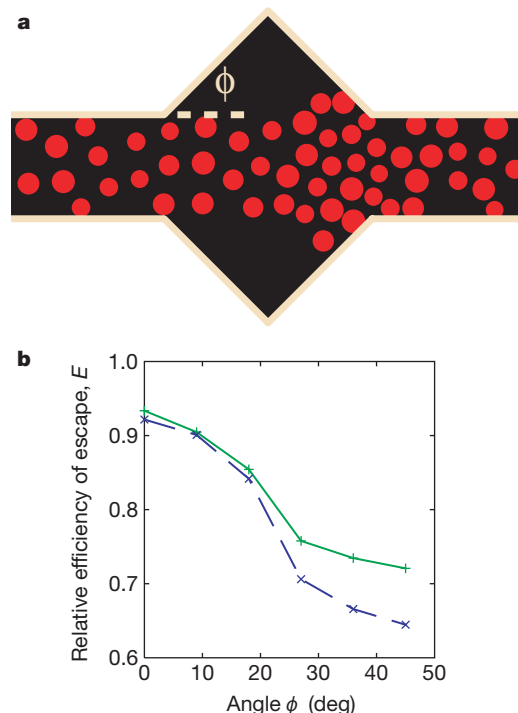 a
ϕ
b
Relative efficiency of escape, E
1.0
0.9
0.8
0.7
0.6
0 10 20 30 40 50
Angle ϕ (deg)